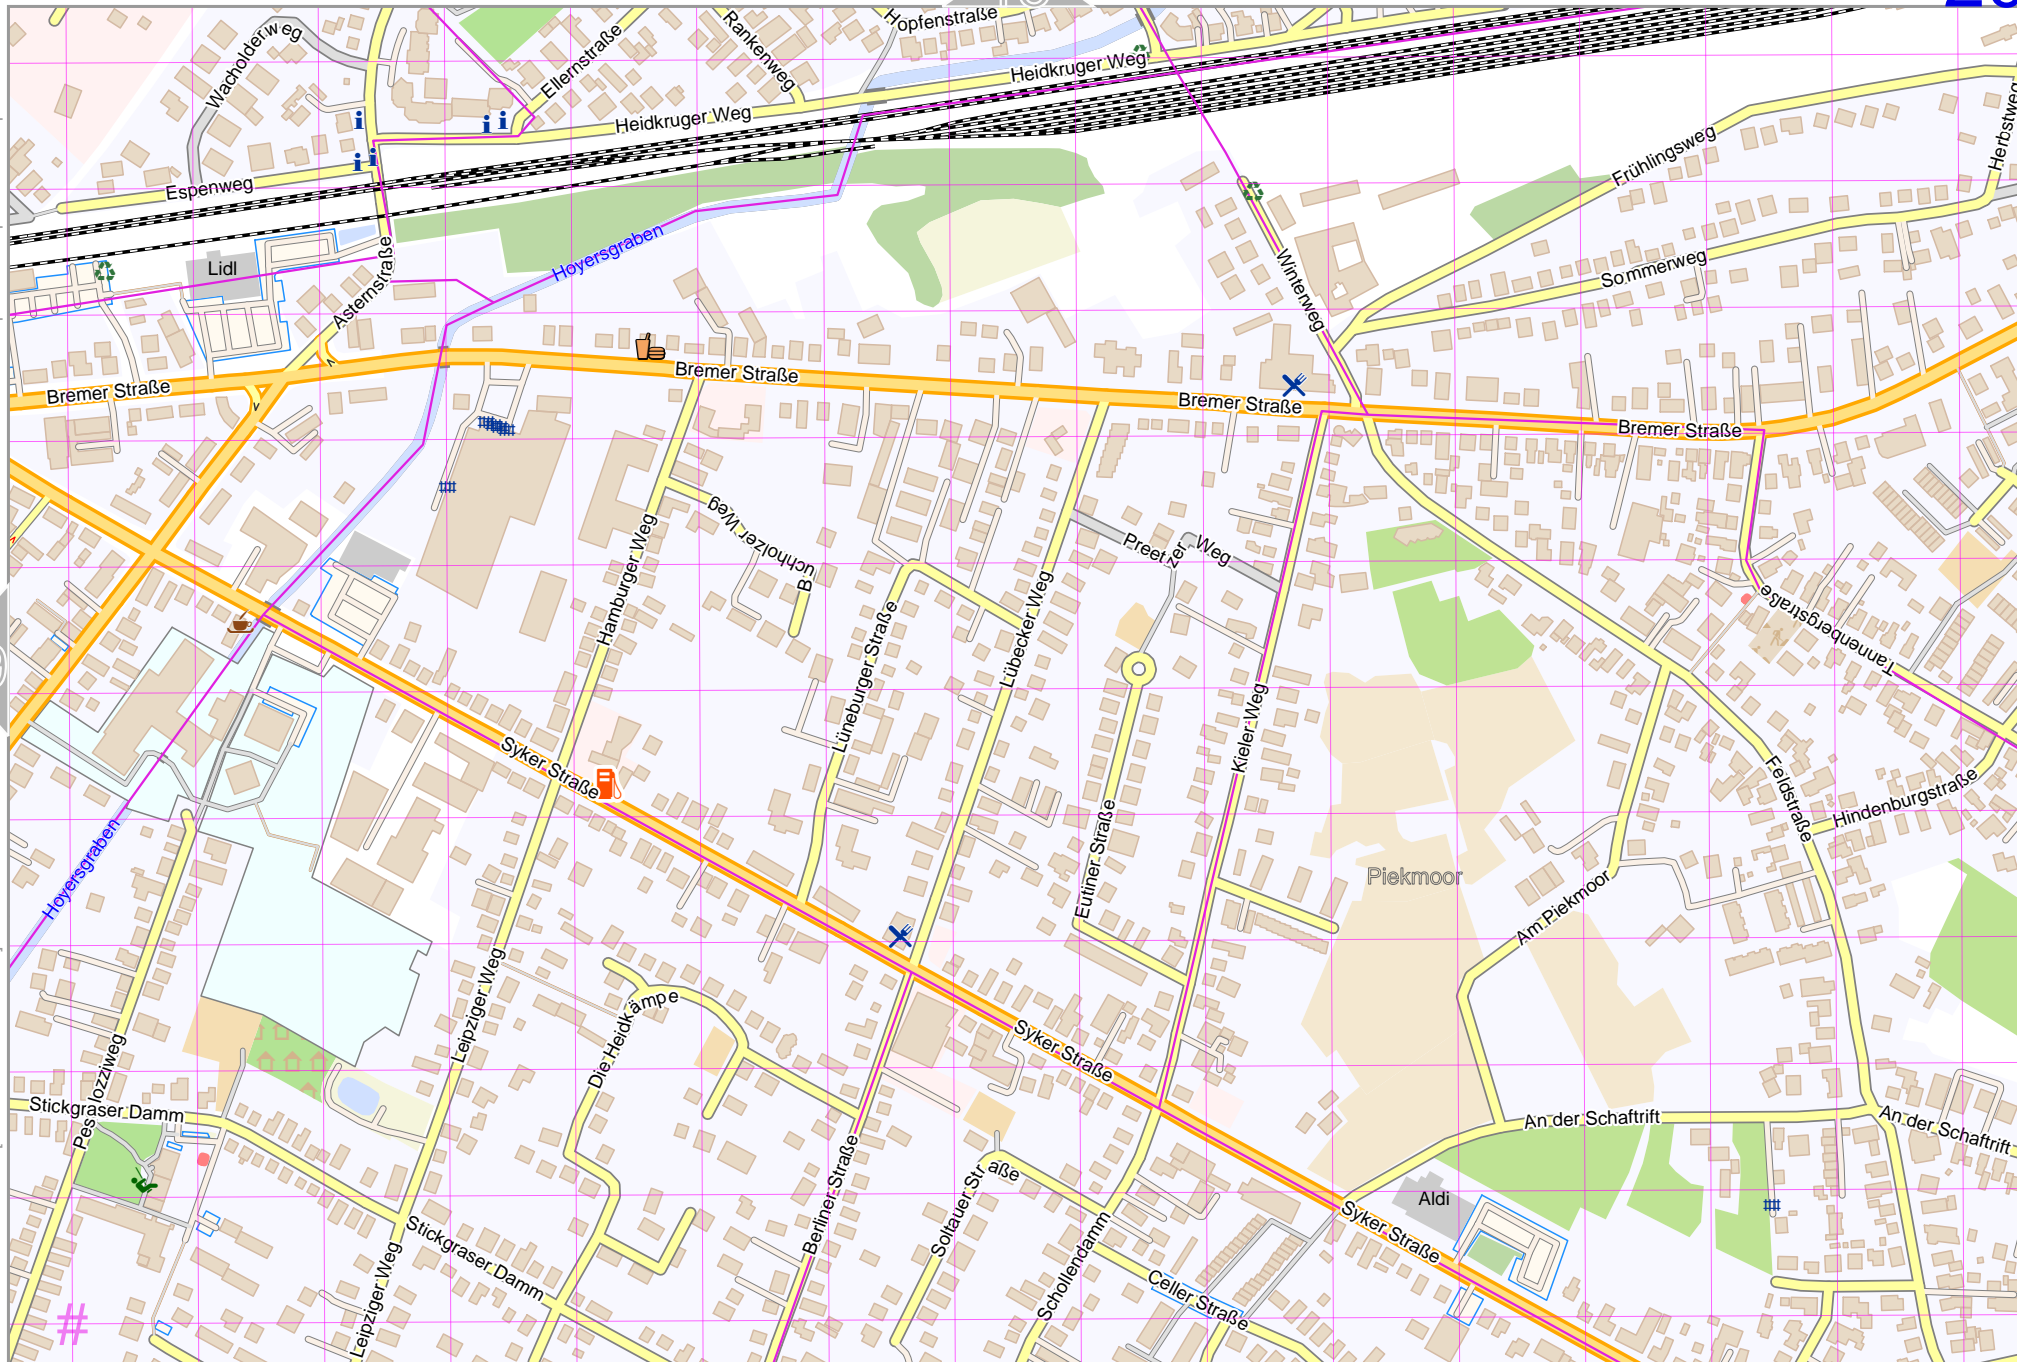 Hopfenstraße
Rankenweg
Wacholderweg
Ellernstraße
Heidkruger Weg
Heidkruger Weg
Herbstweg
Frühlingsweg
Espenweg
Hoyersgraben
Lidl
Asternstraße
Sommerweg
Winterweg
Bremer Straße
Bremer Straße
Bremer Straße
Bremer Straße
Buchholzer Weg
Preetzer Weg
Hamburger Weg
Lübecker Weg
Lüneburger Straße
Tannenbergstraße
Kieler Weg
Syker Straße
Eutiner Straße
Feldstraße
Hindenburgstraße
Hoyersgraben
Piekmoor
Am Piekmoor
Leipziger Weg
Die Heidkämpe
Syker Straße
Pestalozziweg
Stickgraser Damm
An der Schaftrift
An der Schaftrift
Berliner Straße
Soltauer Straße
Aldi
Syker Straße
Stickgraser Damm
Schollendamm
Celler Straße
Leipziger Weg
#